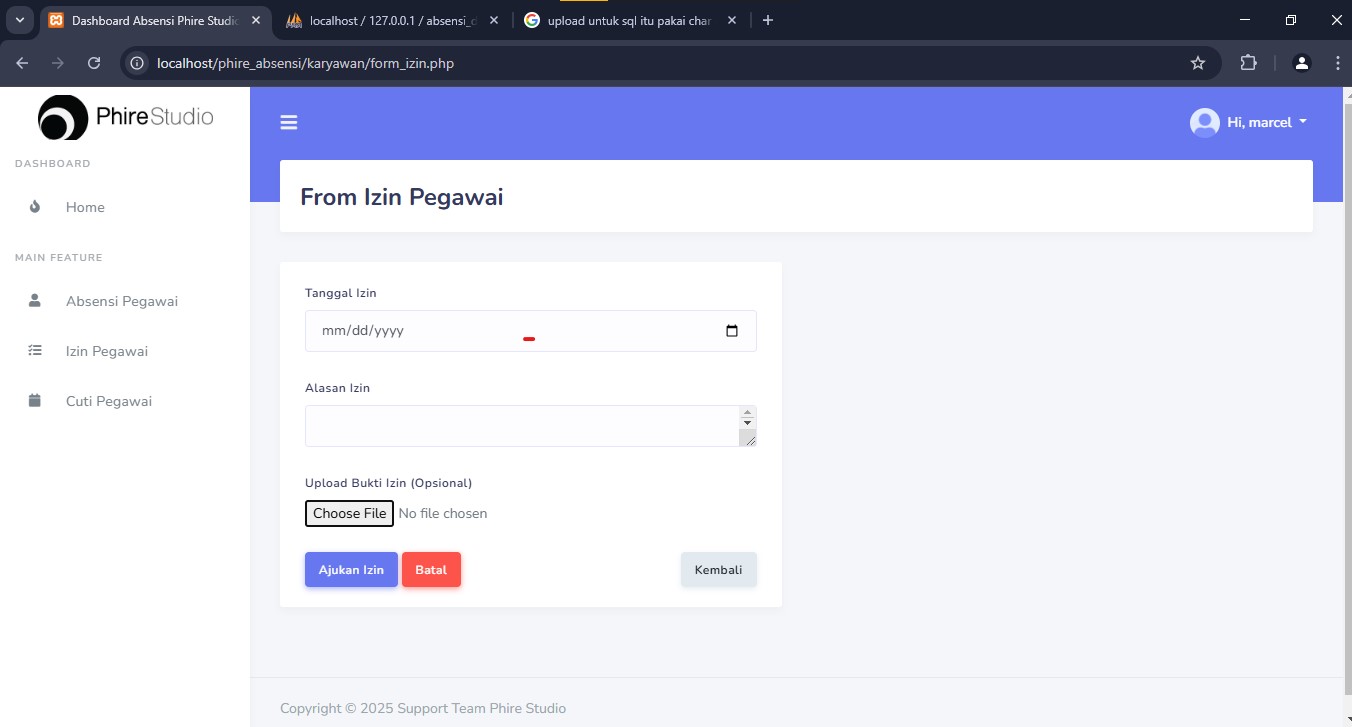 Dashboard Absensi Phire Studio
localhost / 127.0.0.1 / absensi_d
upload untuk sql itu pakai char
localhost/phire_absensi/karyawan/form_izin.php
PhireStudio
Hi, marcel
DASHBOARD
Home
MAIN FEATURE
Absensi Pegawai
Izin Pegawai
Cuti Pegawai
From Izin Pegawai
Tanggal Izin
mm/dd/yyyy
Alasan Izin
Upload Bukti Izin (Opsional)
Choose File No file chosen
Ajukan Izin Batal Kembali
Copyright © 2025 Support Team Phire Studio